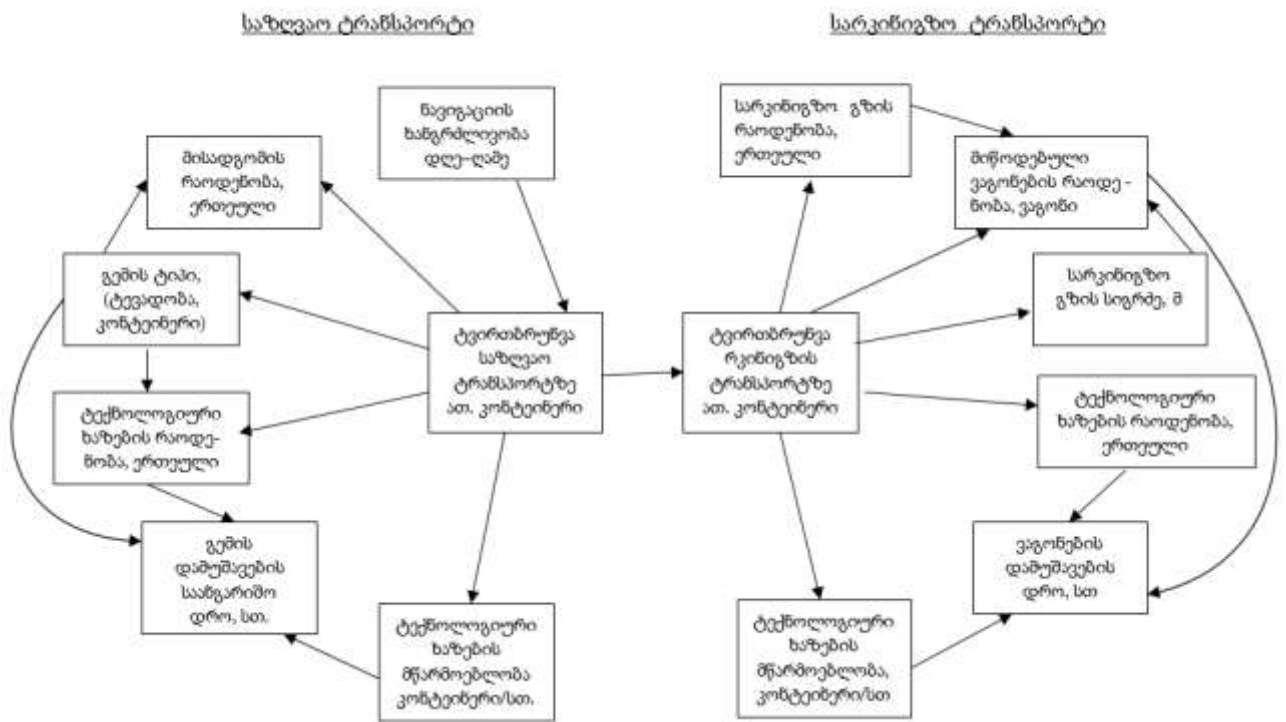 საზღვაო ტრანსპორტი
სარკინიგზო ტრანსპორტი
ნავიგაციის
ხანგრძლივობა
დღე-ღამე
მისადგომის
რაოდენობა,
ერთეული
გემის ტიპი,
(ტევადობა,
კონტეინერი)
ტვირთბრუნვა
საზღვაო
ტრანსპორტზე
ათ. კონტეინერი
ტექნოლოგიური
ხაზების რაოდე-
ნობა, ერთეული
გემის
დამუშავების
საანგარიშო
დრო, სთ.
ტექნოლოგიური
ხაზების
მწარმოებლობა
კონტეინერი/სთ.
სარკინიგზო გზის
რაოდენობა,
ერთეული
მიწოდებული
ვაგონების რაოდე -
ნობა, ვაგონი
სარკინიგზო
გზის სიგრძე, მ
ტვირთბრუნვა
რკინიგზის
ტრანსპორტზე
ათ. კონტეინერი
ტექნოლოგიური
ხაზების რაოდენობა,
ერთეული
ვაგონების
დამუშავების
დრო, სთ
ტექნოლოგიური
ხაზების
მწარმოებლობა,
კონტეინერი/სთ